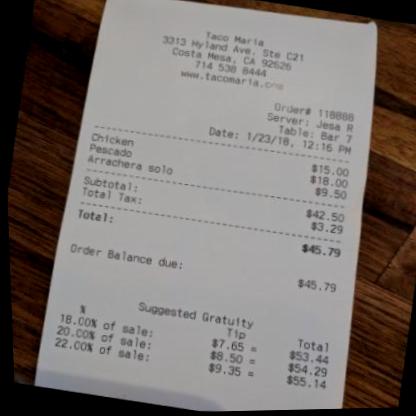 Taco Maria
3313 Hyland Ave. Ste C21
Costa Mesa, CA 92626
714 538 8444
www.tacomaria.com
Order# 118888
Server: Jesa R
Table: Bar 7
Date: 1/23/18, 12:16 PM
Chicken $15.00
Pescado $18.00
Arrachera solo $9.50
Subtotal: $42.50
Total Tax: $3.29
Total: $45.79
Order Balance due: $45.79
Suggested Gratuity
% Tip Total
18.00% of sale: $7.65 = $53.44
20.00% of sale: $8.50 = $54.29
22.00% of sale: $9.35 = $55.14